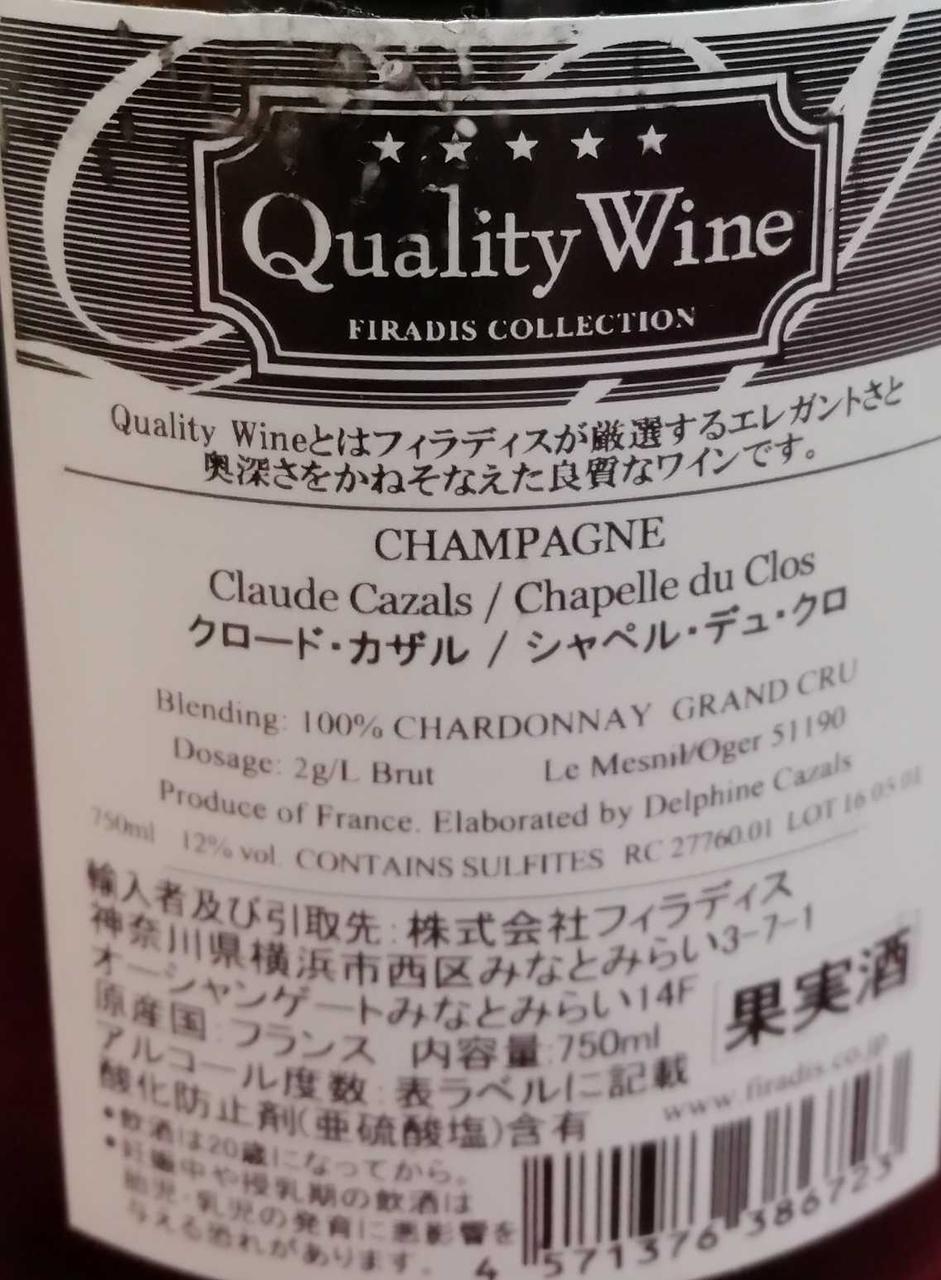 Quality Wine
FIRADIS COLLECTION
Quality Wineとはフィラディスが厳選するエレガントさと
奥深さをかねそなえた良質なワインです。
CHAMPAGNE
Claude Cazals / Chapelle du Clos
クロード・カザル / シャペル・デュ・クロ
Blending: 100% CHARDONNAY GRAND CRU
Dosage: 2g/L Brut Le Mesnil/Oger 51190
Produce of France. Elaborated by Delphine Cazals
750ml 12% vol. CONTAINS SULFITES RC 27760.01 LOT 16 05 01
輸入者及び引取先:株式会社フィラディス
神奈川県横浜市西区みなとみらい3-7-1
オーシャンゲートみなとみらい14F
原産国:フランス 内容量:750ml
果実酒
アルコール度数:表ラベルに記載
酸化防止剤(亜硫酸塩)含有
www.firadis.co.jp
•飲酒は20歳になってから。
•妊娠中や授乳期の飲酒は
胎児・乳児の発育に悪影響を
与える恐れがあります。
4 571376 386723